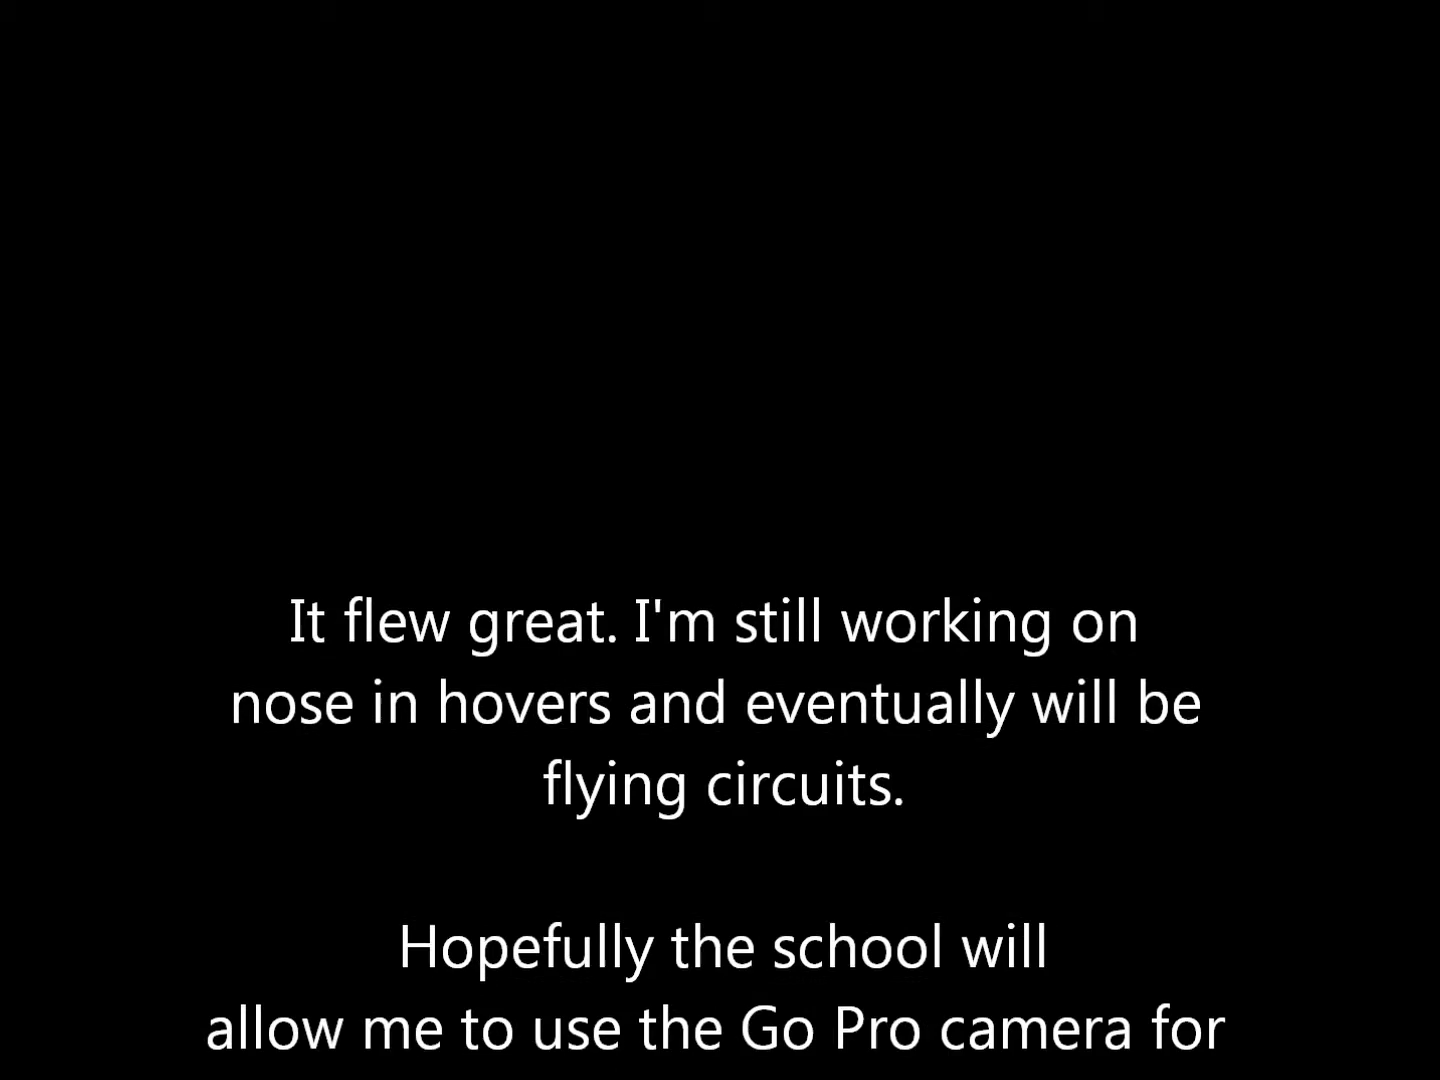 It flew great. I'm still working on
nose in hovers and eventually will be
flying circuits.
Hopefully the school will
allow me to use the Go Pro camera for